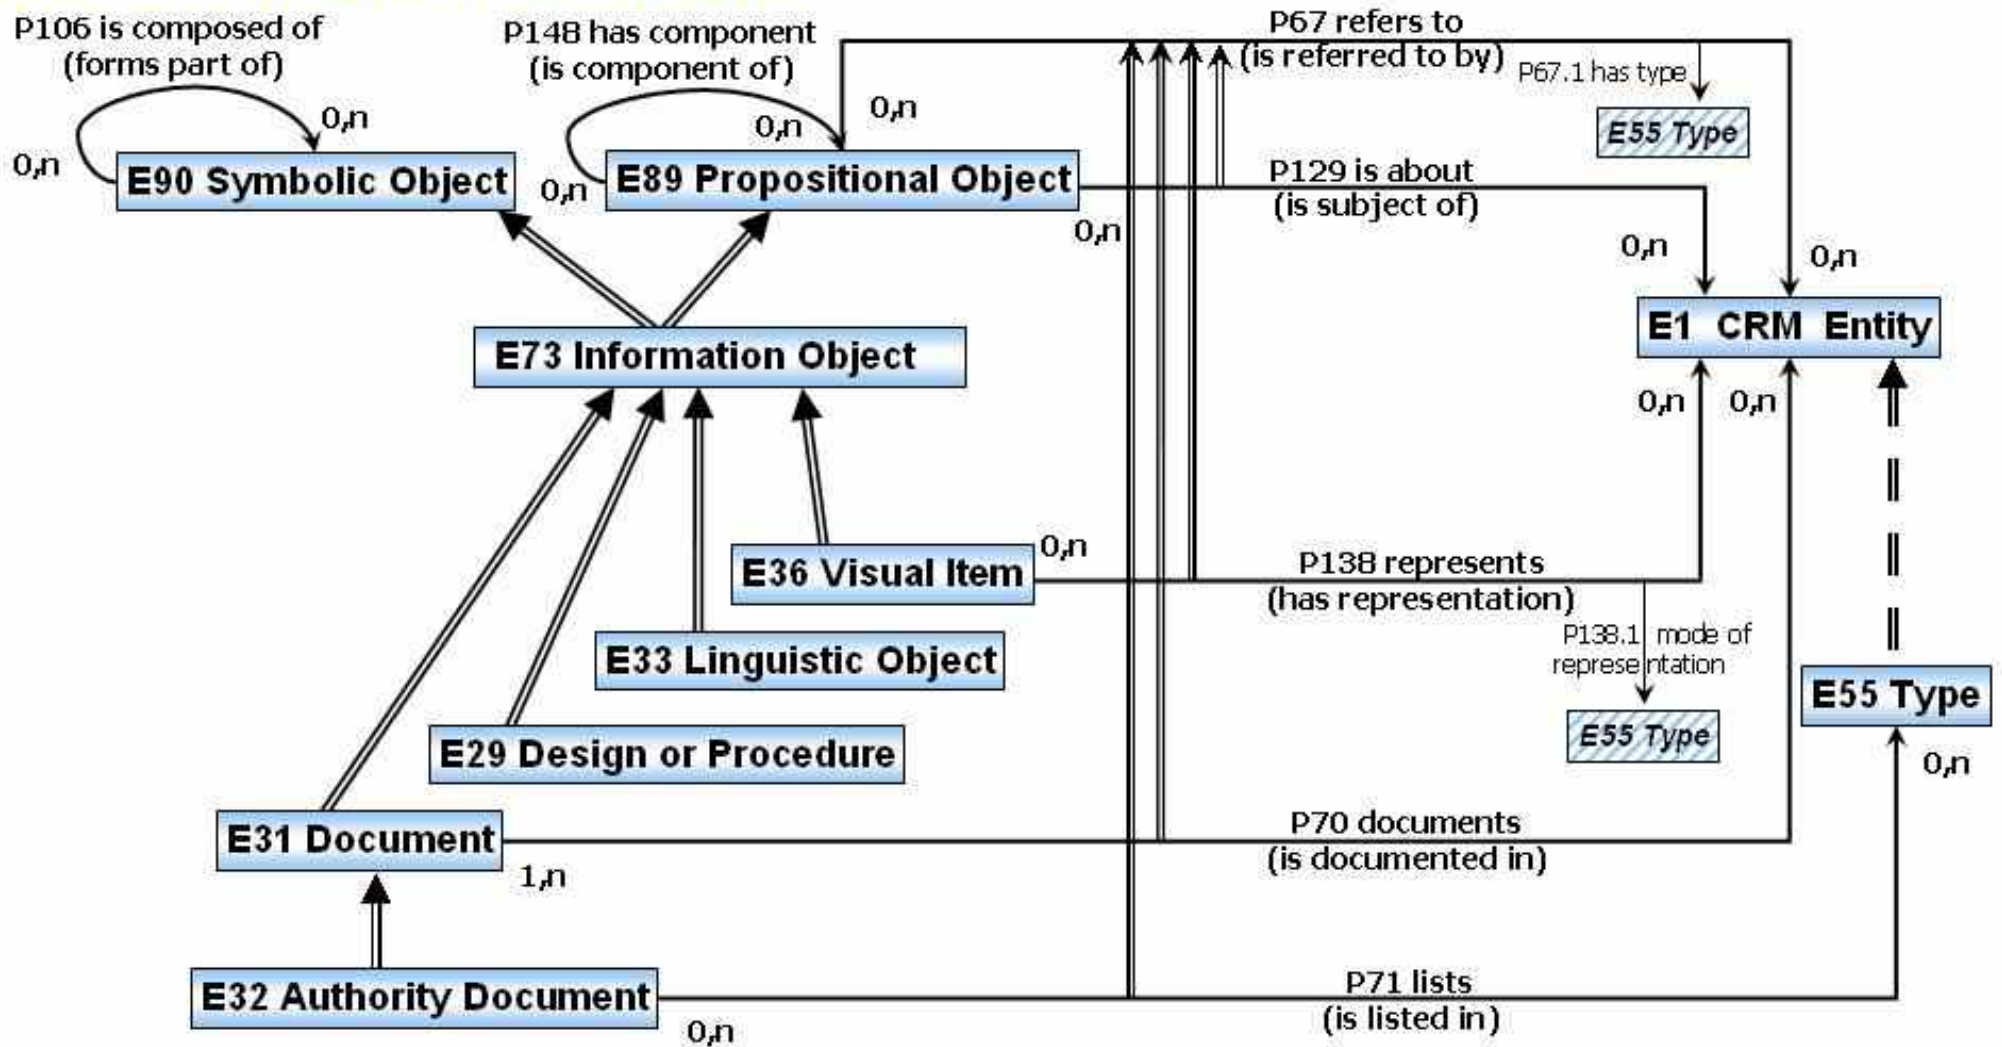 P106 is composed of
(forms part of)
0,n
0,n
E90 Symbolic Object
P148 has component
(is component of)
0,n
0,n
0,n
E89 Propositional Object
0,n
P67 refers to
(is referred to by)
P67.1 has type
E55 Type
P129 is about
(is subject of)
0,n
0,n
E1 CRM Entity
0,n
0,n
E73 Information Object
E36 Visual Item
0,n
P138 represents
(has representation)
P138.1 mode of
representation
E55 Type
E55 Type
0,n
E33 Linguistic Object
E29 Design or Procedure
E31 Document
1,n
P70 documents
(is documented in)
E32 Authority Document
0,n
P71 lists
(is listed in)